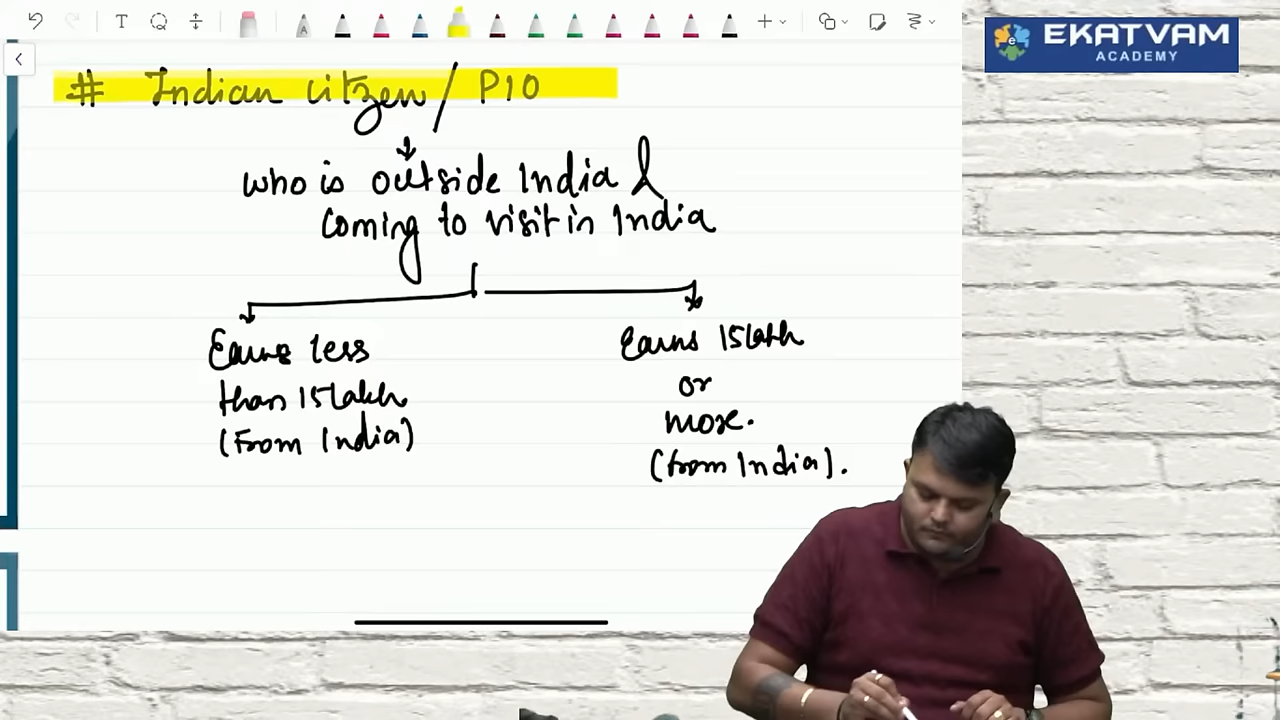 EKATVAM
ACADEMY
# Indian citzen / PIO
who is outside India &
coming to visit in India
Earns less
than 15 lakh
(From India)
Earns 15 lakh
or
more.
(from India).